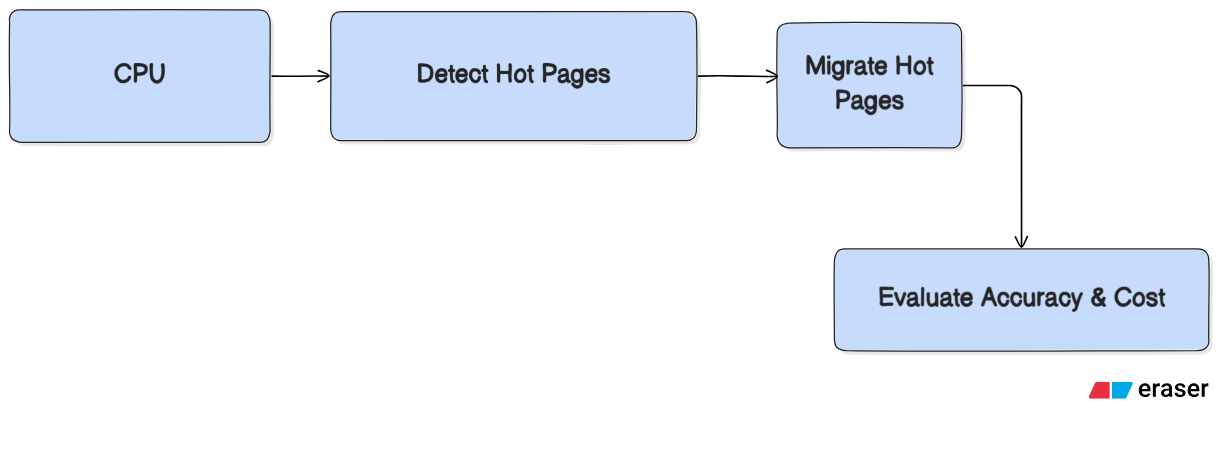 CPU
Detect Hot Pages
Migrate Hot
Pages
Evaluate Accuracy & Cost
eraser